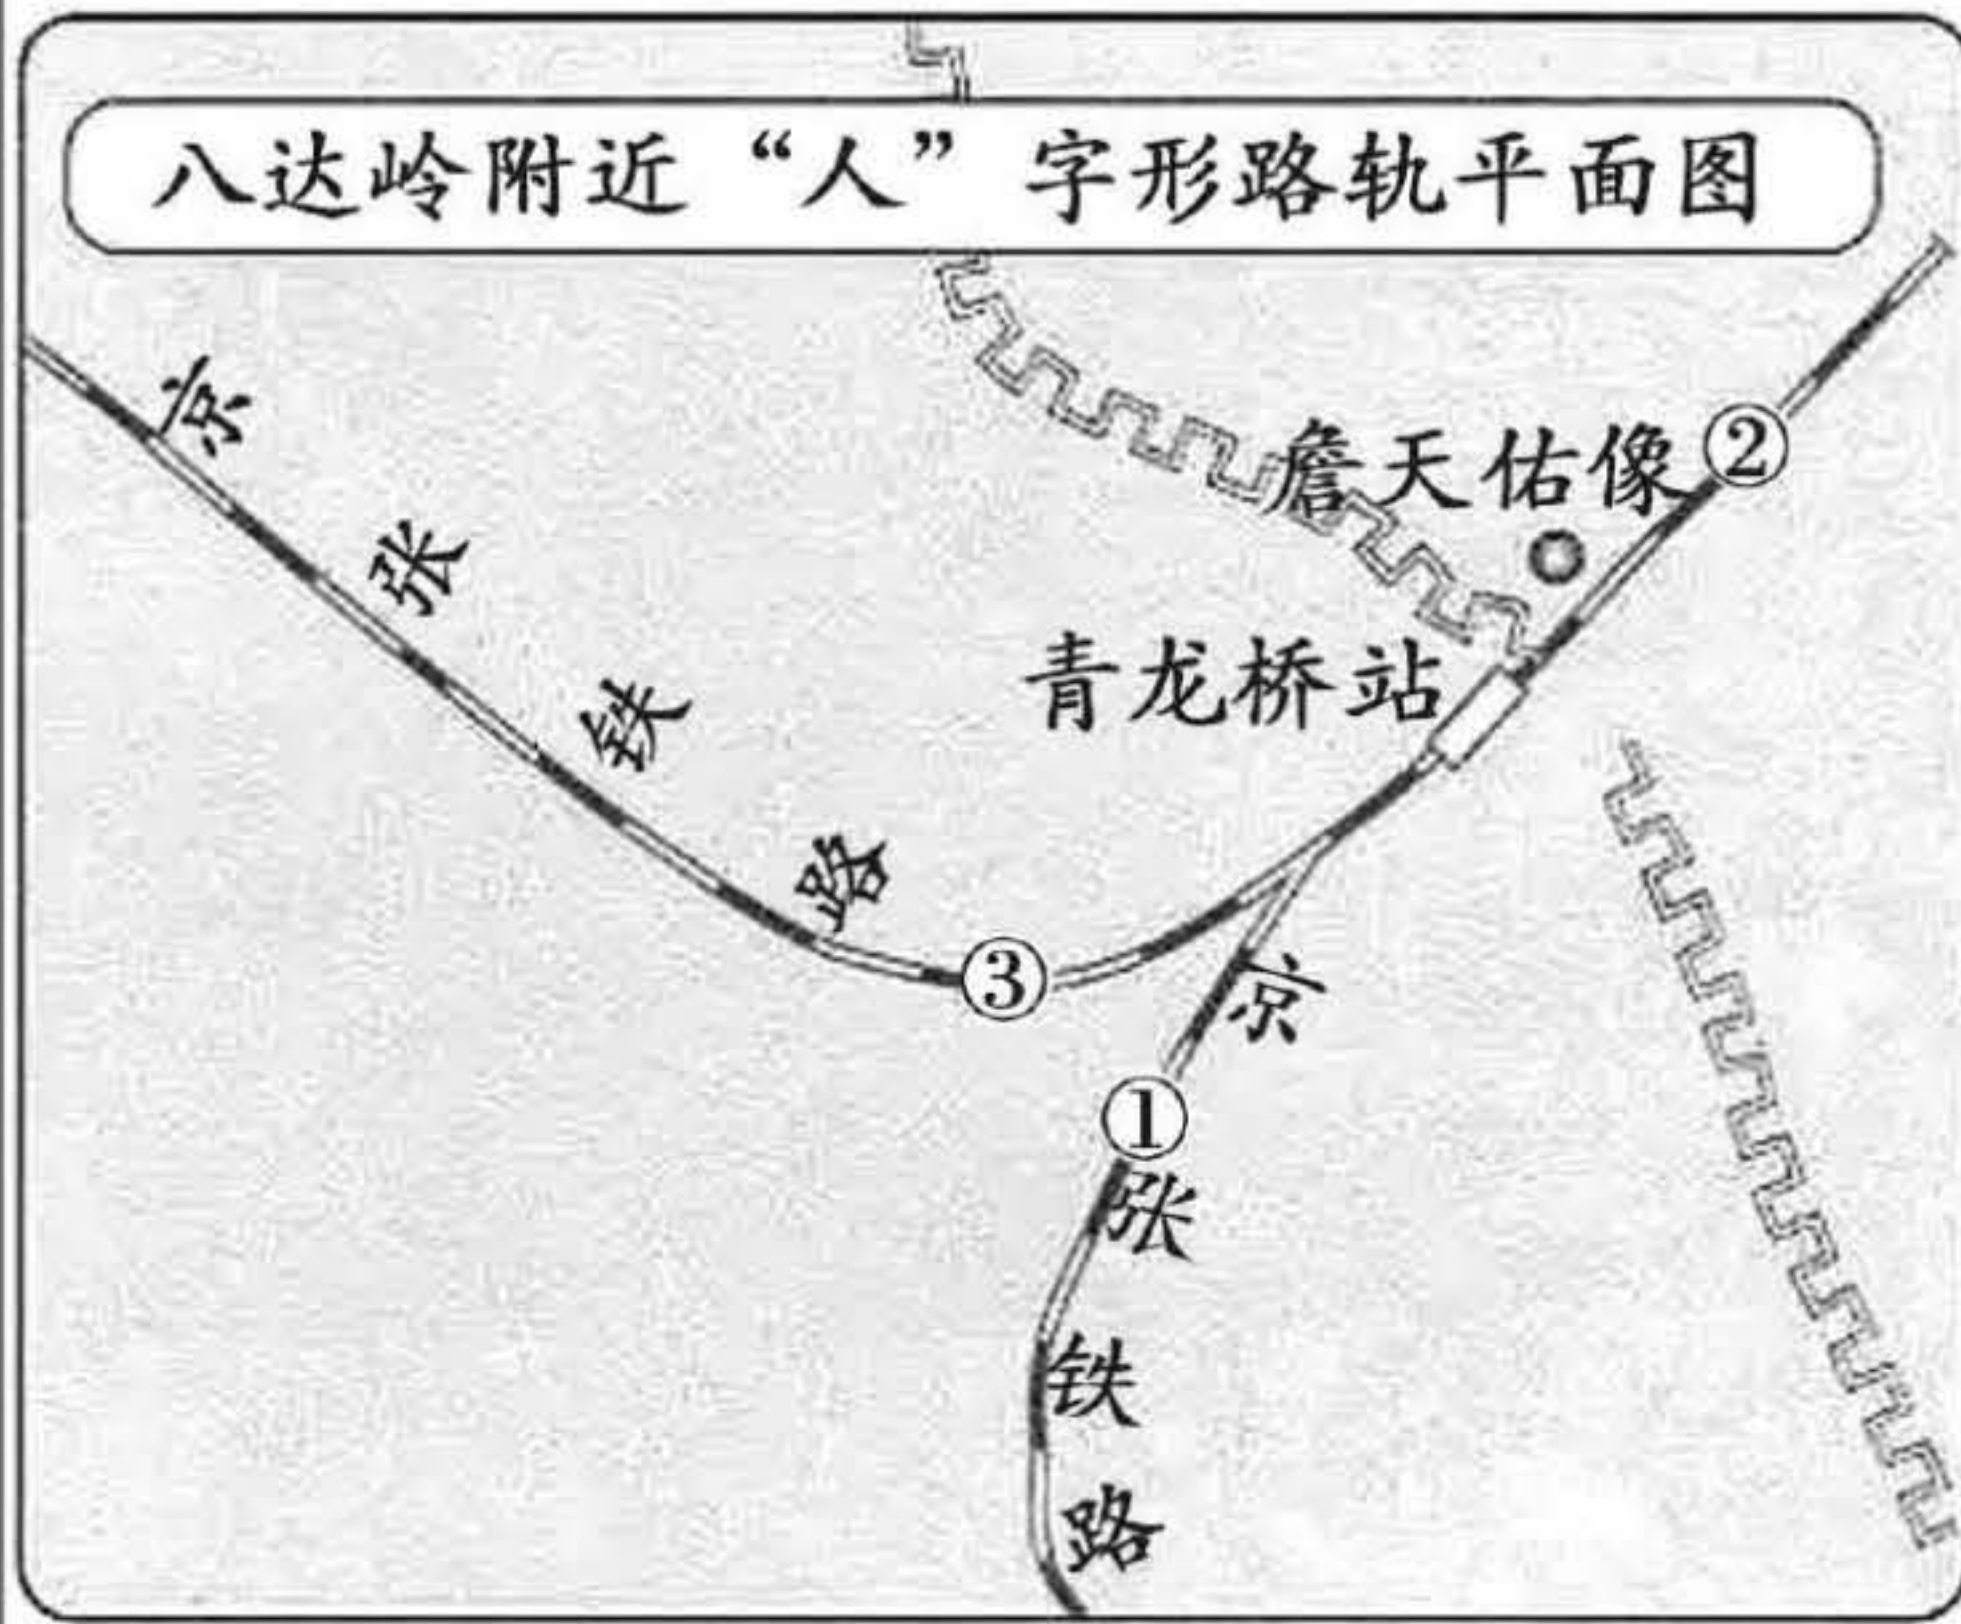 八达岭附近“人”字形路轨平面图
京张铁路
詹天佑像
②
青龙桥站
③
京张铁路
①